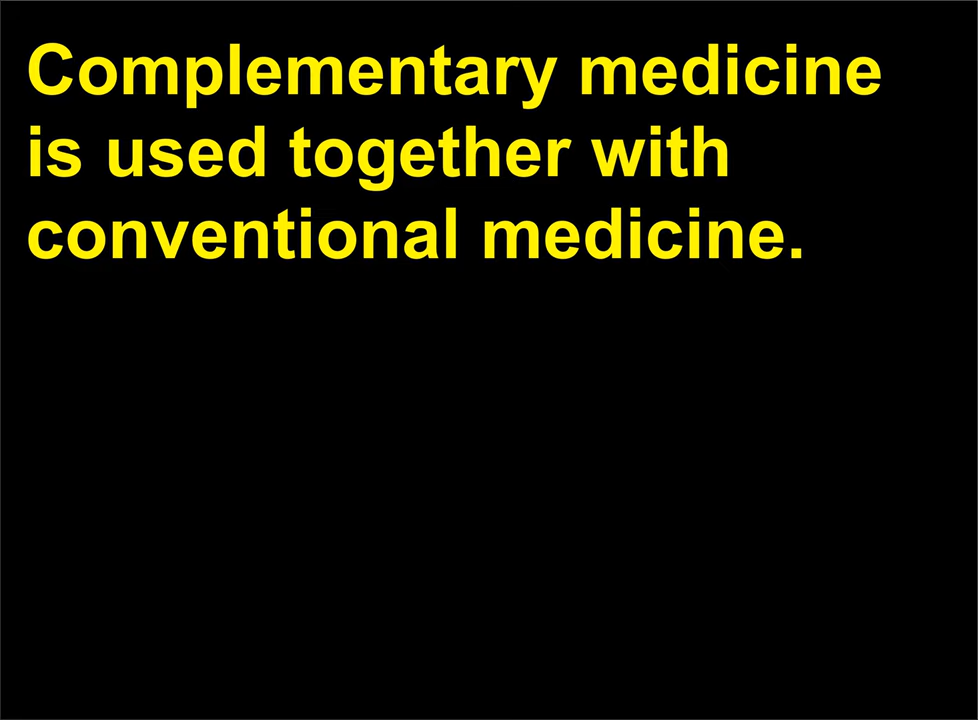 Complementary medicine
is used together with
conventional medicine.